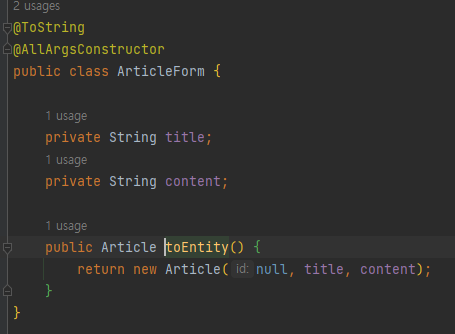 2 usages
@ToString
@AllArgsConstructor
public class ArticleForm {
1 usage
private String title;
1 usage
private String content;
1 usage
public Article toEntity() {
return new Article( id: null, title, content);
}
}